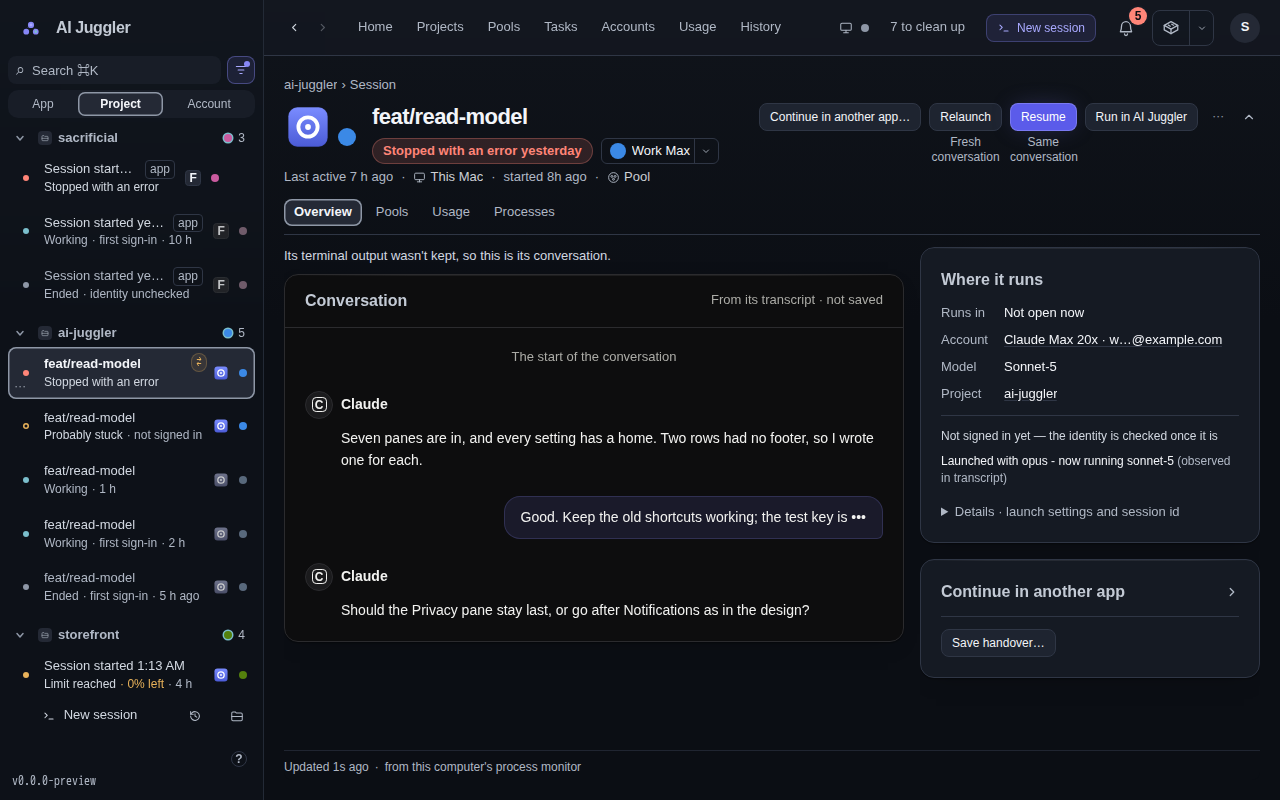 AI Juggler
Search ⌘K
App Project Account
sacrificial 3
Session start… app F
Stopped with an error
Session started ye… app F
Working · first sign-in · 10 h
Session started ye… app F
Ended · identity unchecked
ai-juggler 5
feat/read-model
Stopped with an error
feat/read-model
Probably stuck · not signed in
feat/read-model
Working · 1 h
feat/read-model
Working · first sign-in · 2 h
feat/read-model
Ended · first sign-in · 5 h ago
storefront 4
Session started 1:13 AM
Limit reached · 0% left · 4 h
New session
?
v0.0.0-preview
Home Projects Pools Tasks Accounts Usage History
7 to clean up
New session
5
S
ai-juggler › Session
feat/read-model
Stopped with an error yesterday
Work Max
Continue in another app…
Relaunch
Resume
Run in AI Juggler
···
Fresh conversation
Same conversation
Last active 7 h ago · This Mac · started 8h ago · Pool
Overview Pools Usage Processes
Its terminal output wasn't kept, so this is its conversation.
Conversation
From its transcript · not saved
The start of the conversation
C Claude
Seven panes are in, and every setting has a home. Two rows had no footer, so I wrote
one for each.
Good. Keep the old shortcuts working; the test key is •••
C Claude
Should the Privacy pane stay last, or go after Notifications as in the design?
Where it runs
Runs in Not open now
Account Claude Max 20x · w…@example.com
Model Sonnet-5
Project ai-juggler
Not signed in yet — the identity is checked once it is
Launched with opus - now running sonnet-5 (observed
in transcript)
Details · launch settings and session id
Continue in another app
Save handover…
Updated 1s ago · from this computer's process monitor